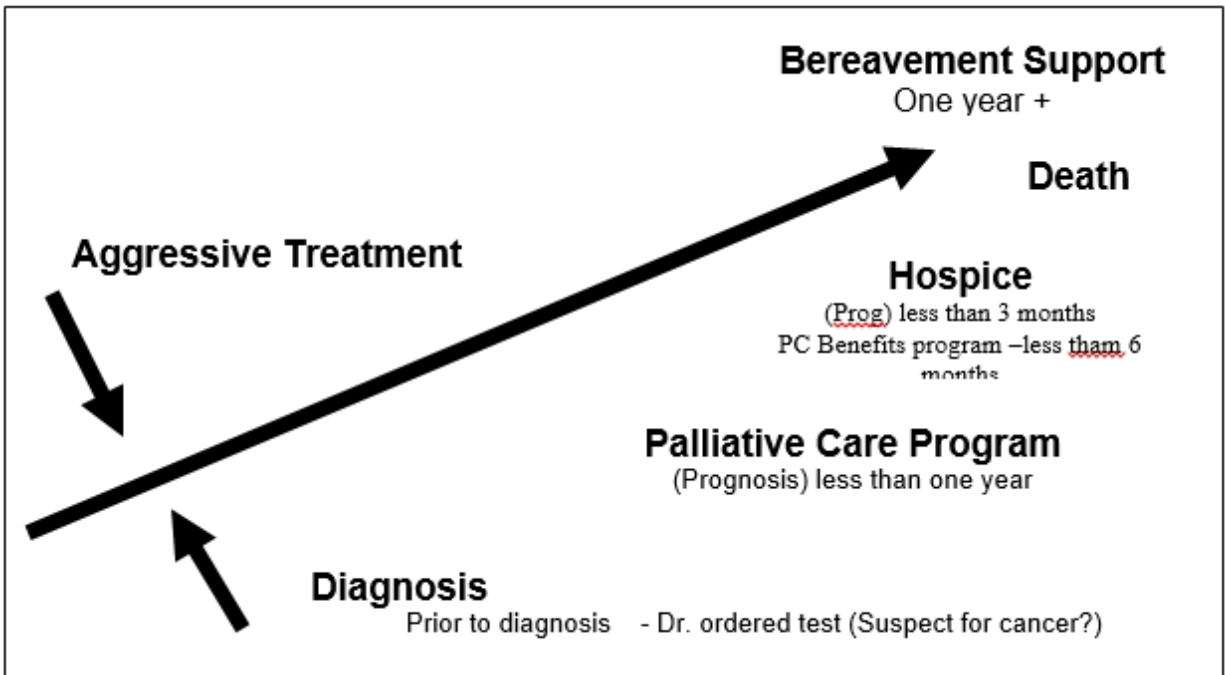 Bereavement Support
One year +
Death
Aggressive Treatment
Hospice
(Prog) less than 3 months
PC Benefits program –less tham 6
months
Palliative Care Program
(Prognosis) less than one year
Diagnosis
Prior to diagnosis - Dr. ordered test (Suspect for cancer?)